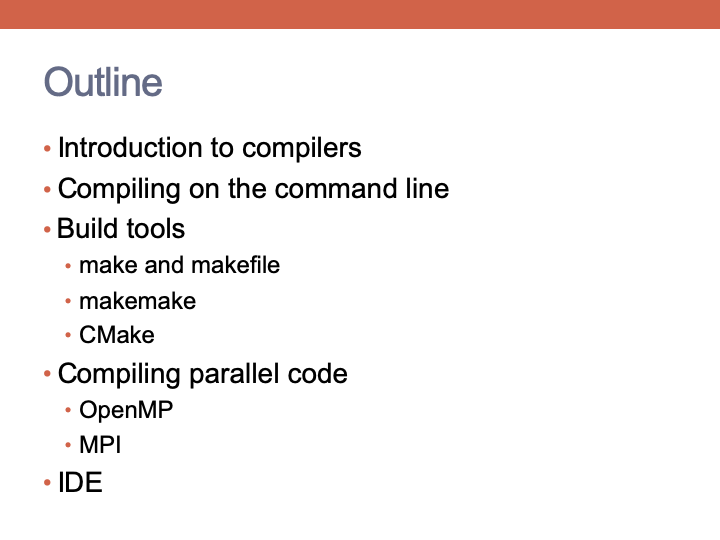 Outline
• Introduction to compilers
• Compiling on the command line
• Build tools
• make and makefile
• makemake
• CMake
• Compiling parallel code
• OpenMP
• MPI
• IDE